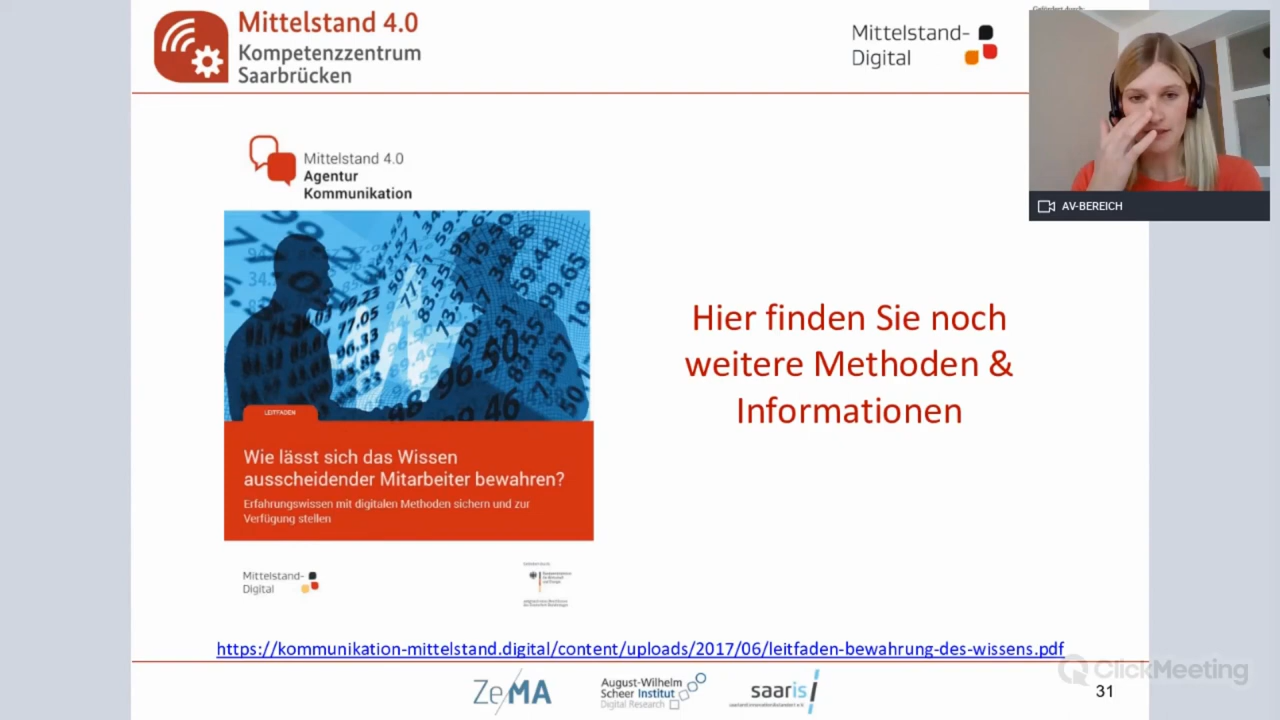 Mittelstand 4.0
Kompetenzzentrum
Saarbrücken
Mittelstand-
Digital
AV-BEREICH
Mittelstand 4.0
Agentur
Kommunikation
LEITFADEN
Wie lässt sich das Wissen
ausscheidender Mitarbeiter bewahren?
Erfahrungswissen mit digitalen Methoden sichern und zur
Verfügung stellen
Mittelstand-
Digital
Hier finden Sie noch
weitere Methoden &
Informationen
https://kommunikation-mittelstand.digital/content/uploads/2017/06/leitfaden-bewahrung-des-wissens.pdf
ZeMA
August-Wilhelm
Scheer Institut
Digital Research
saaris
ClickMeeting
31